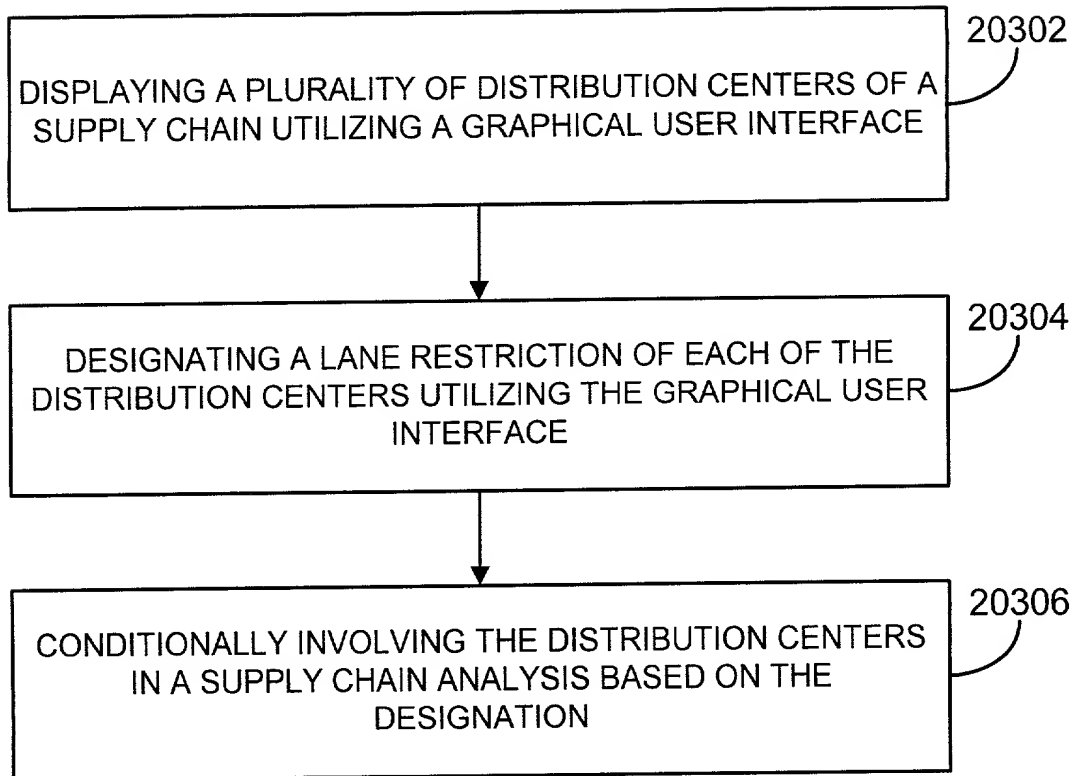 20302
DISPLAYING A PLURALITY OF DISTRIBUTION CENTERS OF A
SUPPLY CHAIN UTILIZING A GRAPHICAL USER INTERFACE
20304
DESIGNATING A LANE RESTRICTION OF EACH OF THE
DISTRIBUTION CENTERS UTILIZING THE GRAPHICAL USER
INTERFACE
20306
CONDITIONALLY INVOLVING THE DISTRIBUTION CENTERS
IN A SUPPLY CHAIN ANALYSIS BASED ON THE
DESIGNATION